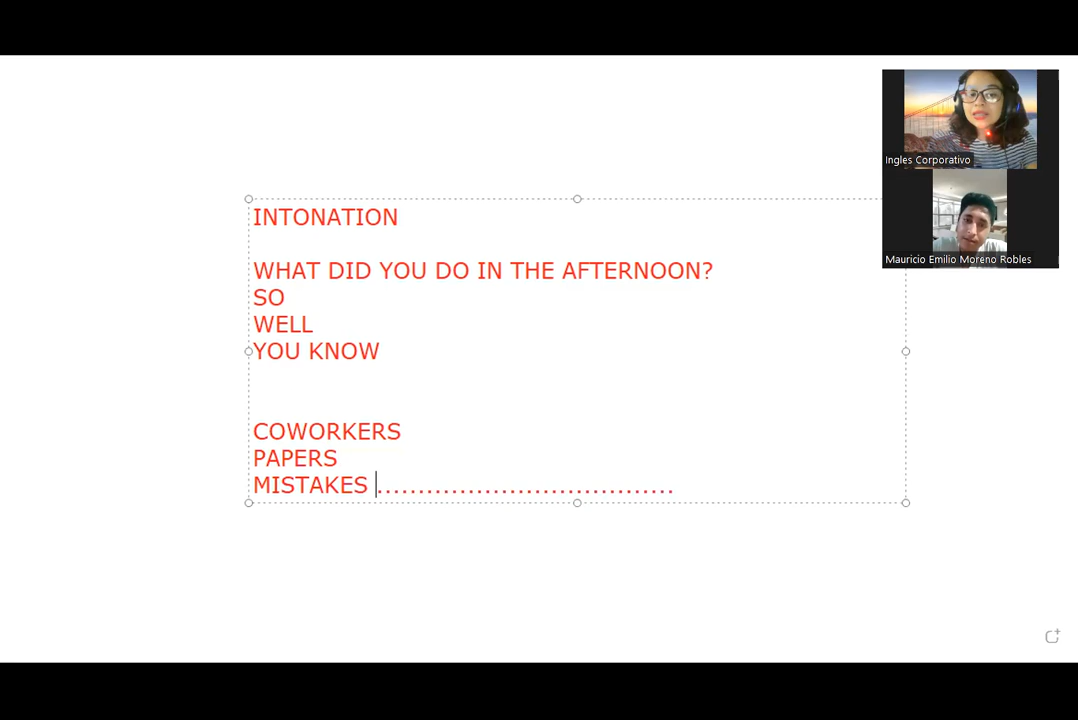 INTONATION
WHAT DID YOU DO IN THE AFTERNOON?
SO
WELL
YOU KNOW
COWORKERS
PAPERS
MISTAKES ..................................
Ingles Corporativo
Mauricio Emilio Moreno Robles